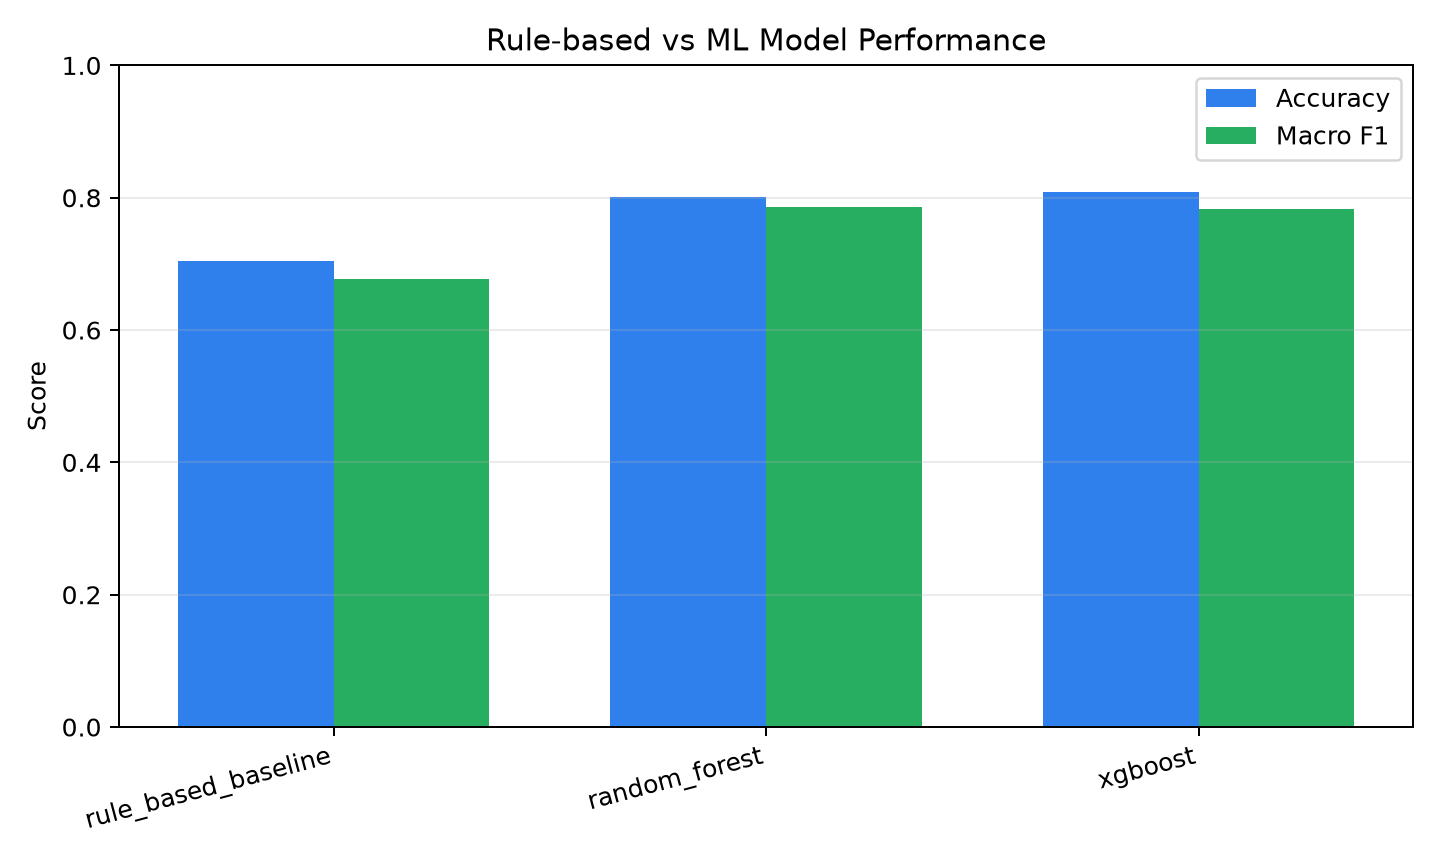 Rule-based vs ML Model Performance
1.0
Accuracy
Macro F1
0.8
0.6
Score
0.4
0.2
0.0
rule_based_baseline
random_forest
xgboost